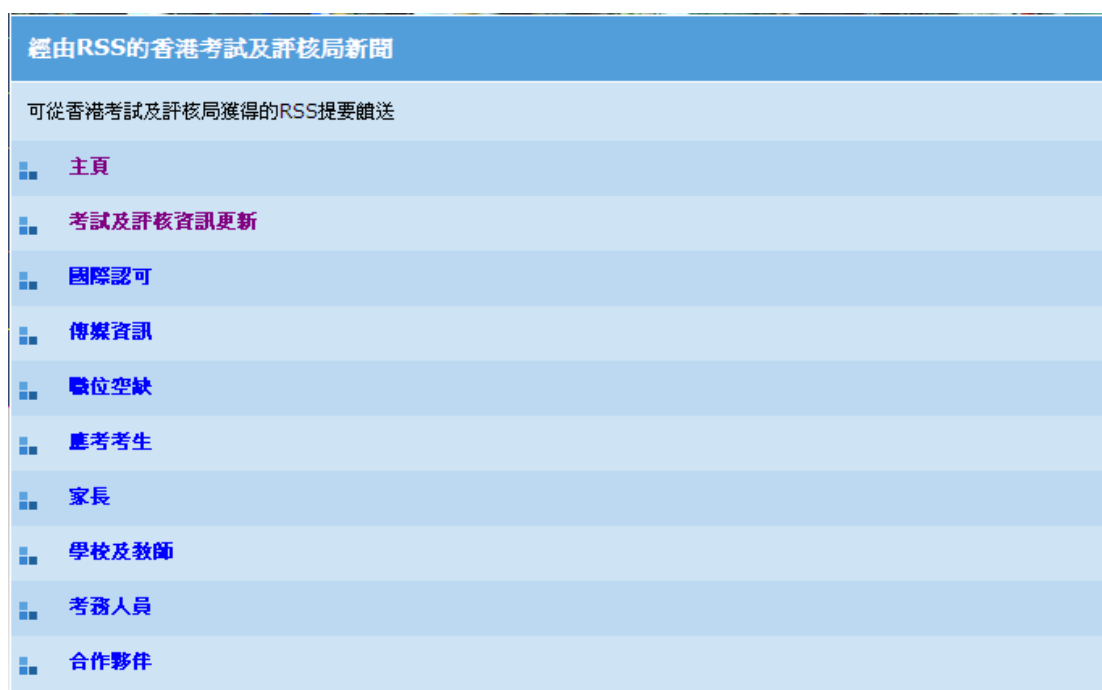 經由RSS的香港考試及評核局新聞
可從香港考試及評核局獲得的RSS提要饋送
主頁
考試及評核資訊更新
國際認可
傳媒資訊
職位空缺
應考考生
家長
學校及教師
考務人員
合作夥伴